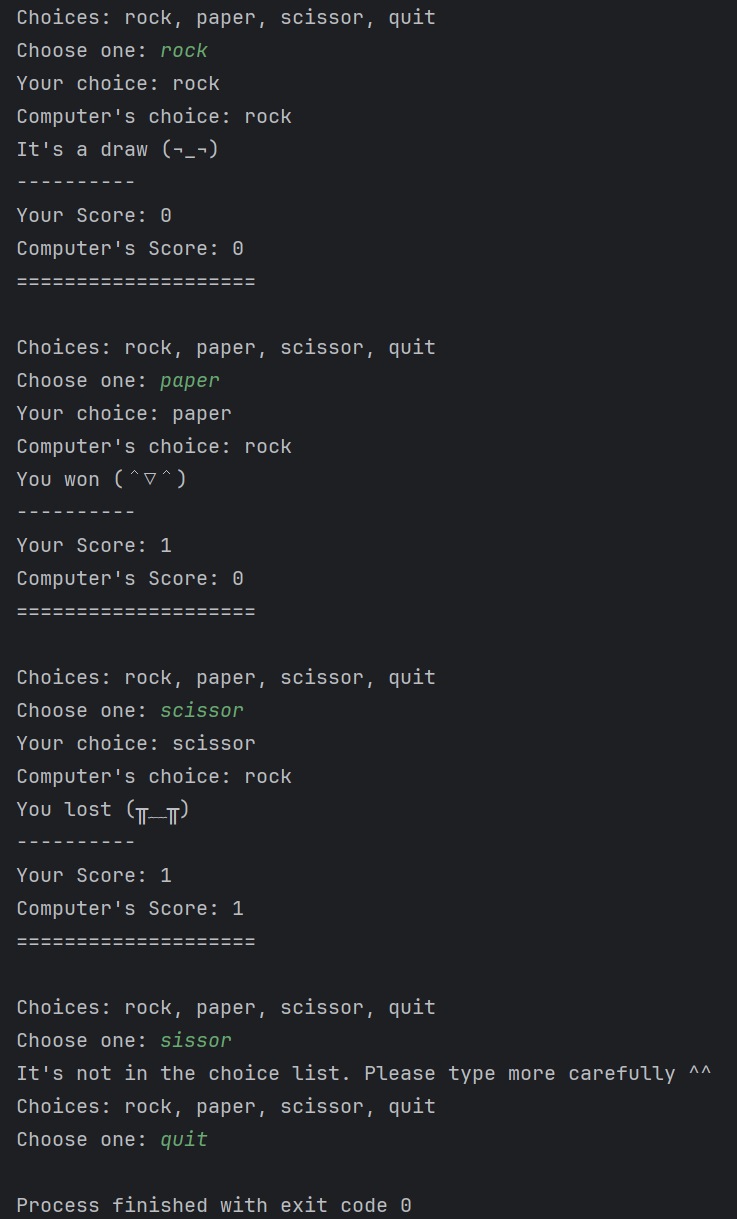 Choices: rock, paper, scissor, quit
Choose one: rock
Your choice: rock
Computer's choice: rock
It's a draw (¬_¬)
----------
Your Score: 0
Computer's Score: 0
====================
Choices: rock, paper, scissor, quit
Choose one: paper
Your choice: paper
Computer's choice: rock
You won (＾▽＾)
----------
Your Score: 1
Computer's Score: 0
====================
Choices: rock, paper, scissor, quit
Choose one: scissor
Your choice: scissor
Computer's choice: rock
You lost (╥﹏╥)
----------
Your Score: 1
Computer's Score: 1
====================
Choices: rock, paper, scissor, quit
Choose one: sissor
It's not in the choice list. Please type more carefully ^^
Choices: rock, paper, scissor, quit
Choose one: quit
Process finished with exit code 0